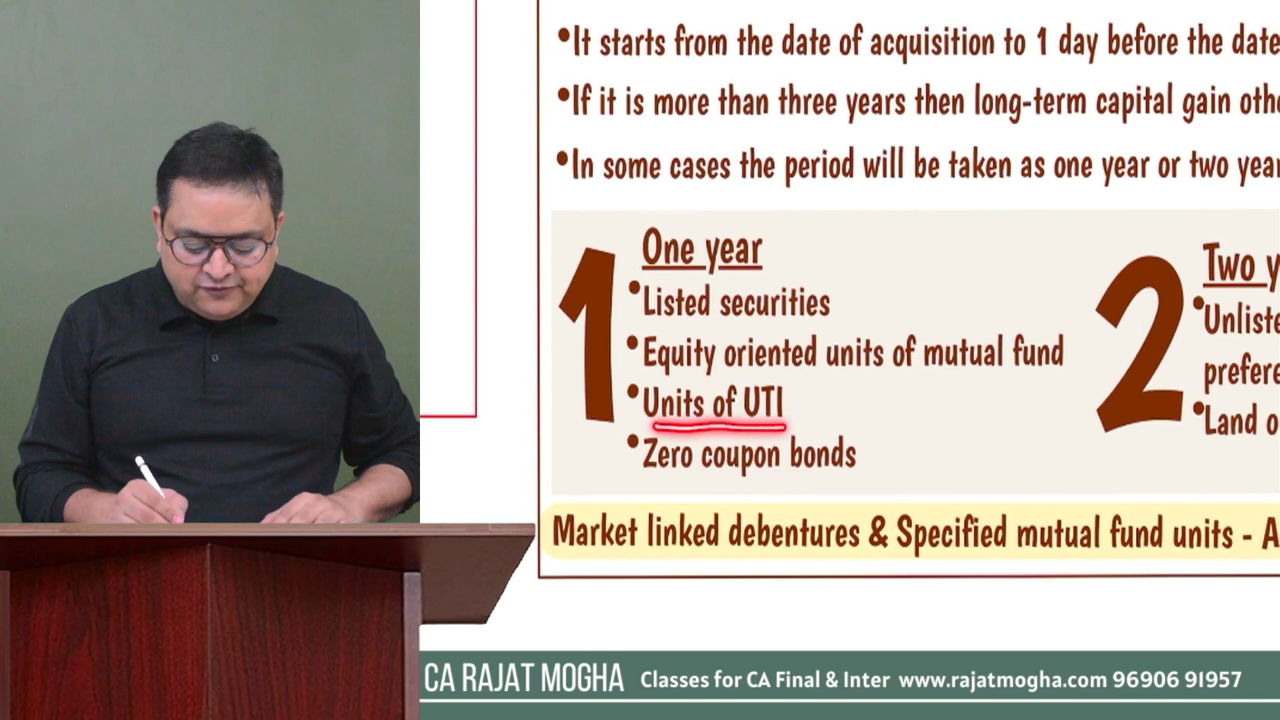 •It starts from the date of acquisition to 1 day before the date
•If it is more than three years then long-term capital gain
•In some cases the period will be taken as one year or two
1
One year
•Listed securities
•Equity oriented units of mutual fund
•Units of UTI
•Zero coupon bonds
2
Two
•
•Land
Market linked debentures & Specified mutual fund units -
CA RAJAT MOGHA Classes for CA Final & Inter www.rajatmogha.com 96906 91957